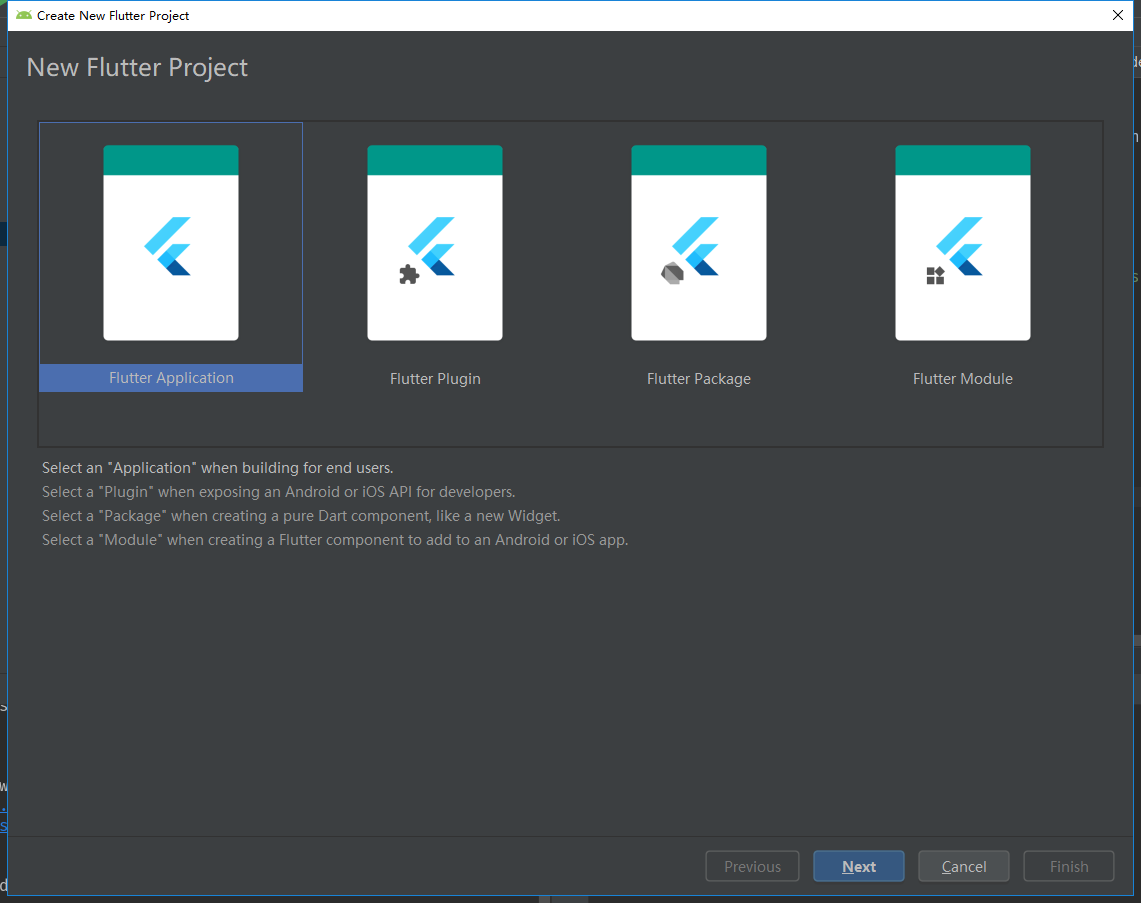 Create New Flutter Project
New Flutter Project
Flutter Application
Flutter Plugin
Flutter Package
Flutter Module
Select an "Application" when building for end users.
Select a "Plugin" when exposing an Android or iOS API for developers.
Select a "Package" when creating a pure Dart component, like a new Widget.
Select a "Module" when creating a Flutter component to add to an Android or iOS app.
Previous
Next
Cancel
Finish